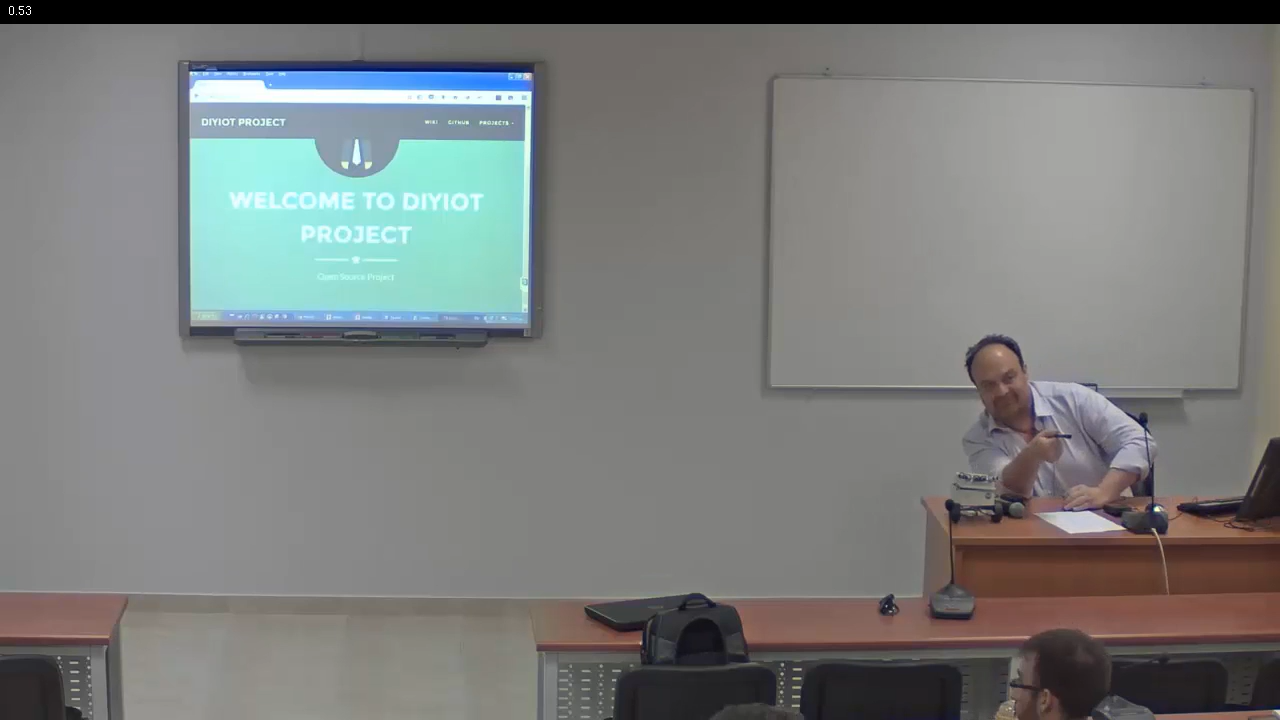 0.53
DIYIOT PROJECT
WIKI GITHUB PROJECTS
WELCOME TO DIYIOT
PROJECT
Open Source Project